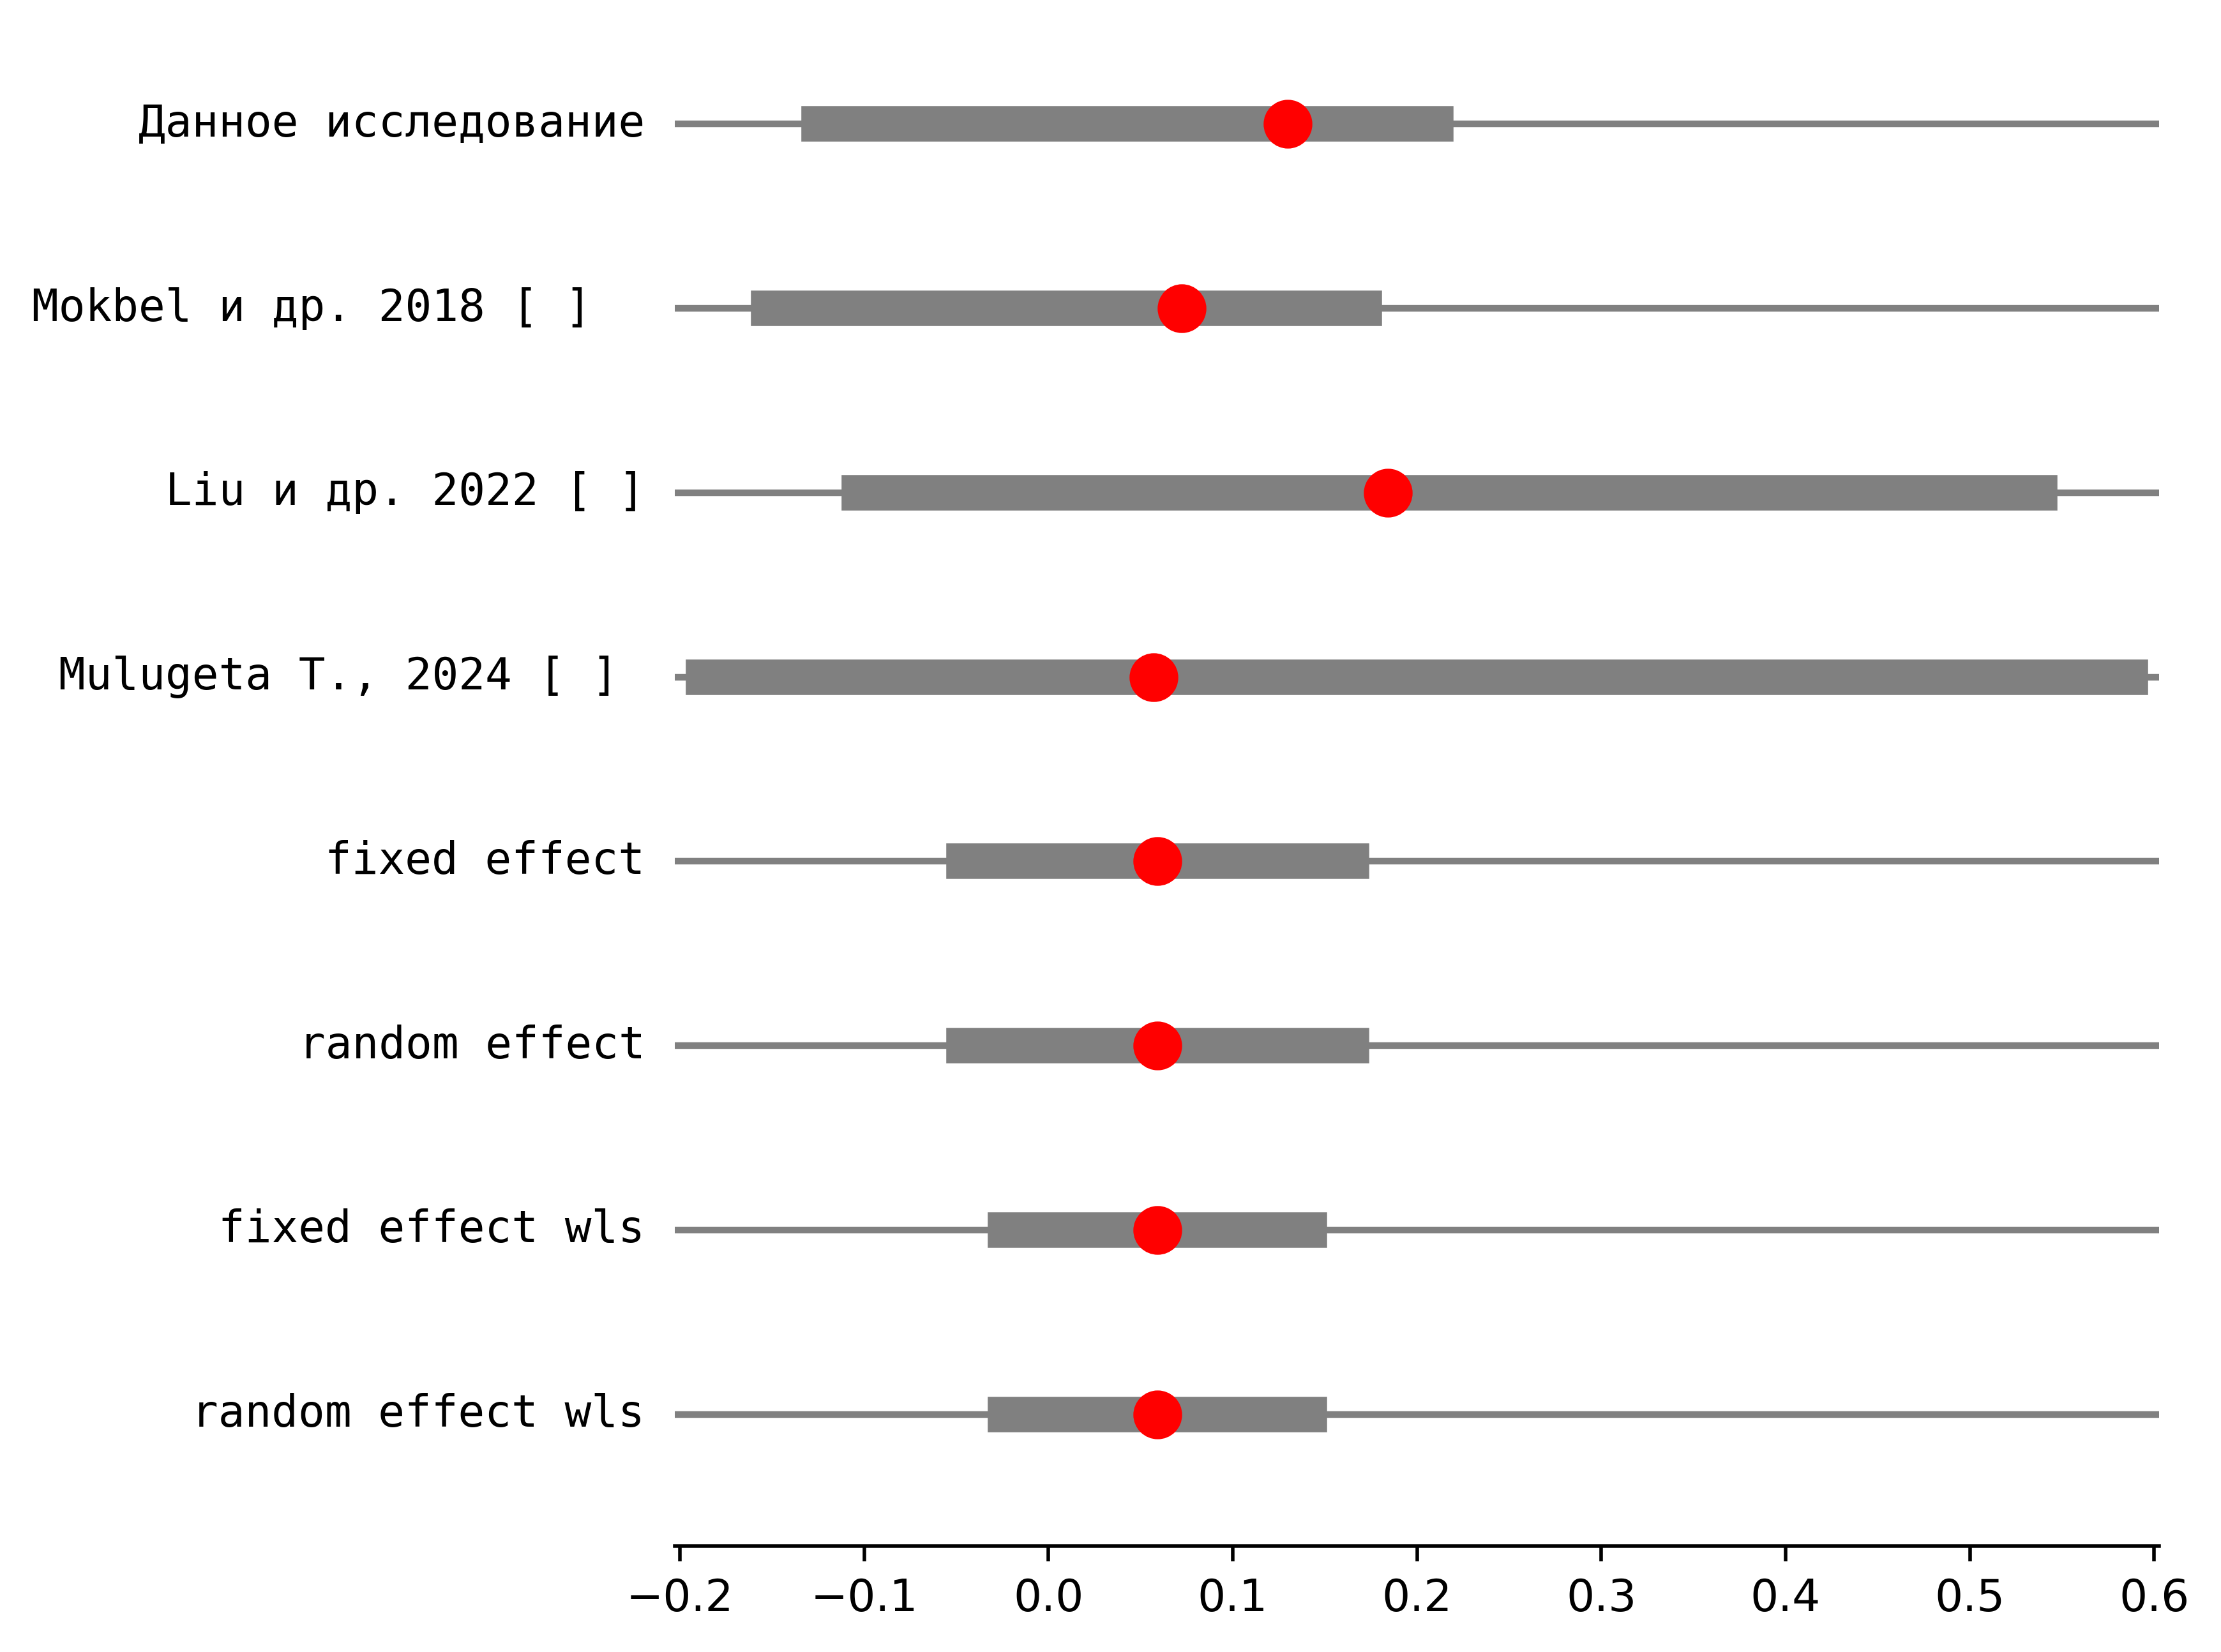 Данное исследование
Mokbel и др. 2018 [ ]
Liu и др. 2022 [ ]
Mulugeta T., 2024 [ ]
fixed effect
random effect
fixed effect wls
random effect wls
−0.2 −0.1 0.0 0.1 0.2 0.3 0.4 0.5 0.6